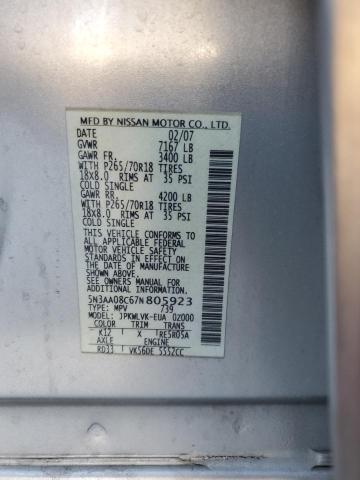 MFD BY NISSAN MOTOR CO., LTD.
DATE 02/07
GVWR 7167 LB
GAWR FR. 3400 LB
WITH P265/70R18 TIRES
18X8.0 RIMS AT 35 PSI
COLD SINGLE
GAWR RR. 4200 LB
WITH P265/70R18 TIRES
18X8.0 RIMS AT 35 PSI
COLD SINGLE
THIS VEHICLE CONFORMS TO
ALL APPLICABLE FEDERAL
MOTOR VEHICLE SAFETY
STANDARDS IN EFFECT ON
THE DATE OF MANUFACTURE
SHOWN ABOVE.
SEE OWNERS MANUAL FOR
ADDITIONAL INFORMATION
5N3AA08C67N805923
TYPE: MPV 739
MODEL: JPKWLVK-EUA 02000
COLOR TRIM TRANS
K12 X RE5R05A
AXLE ENGINE
RD33 VK56DE 5552CC